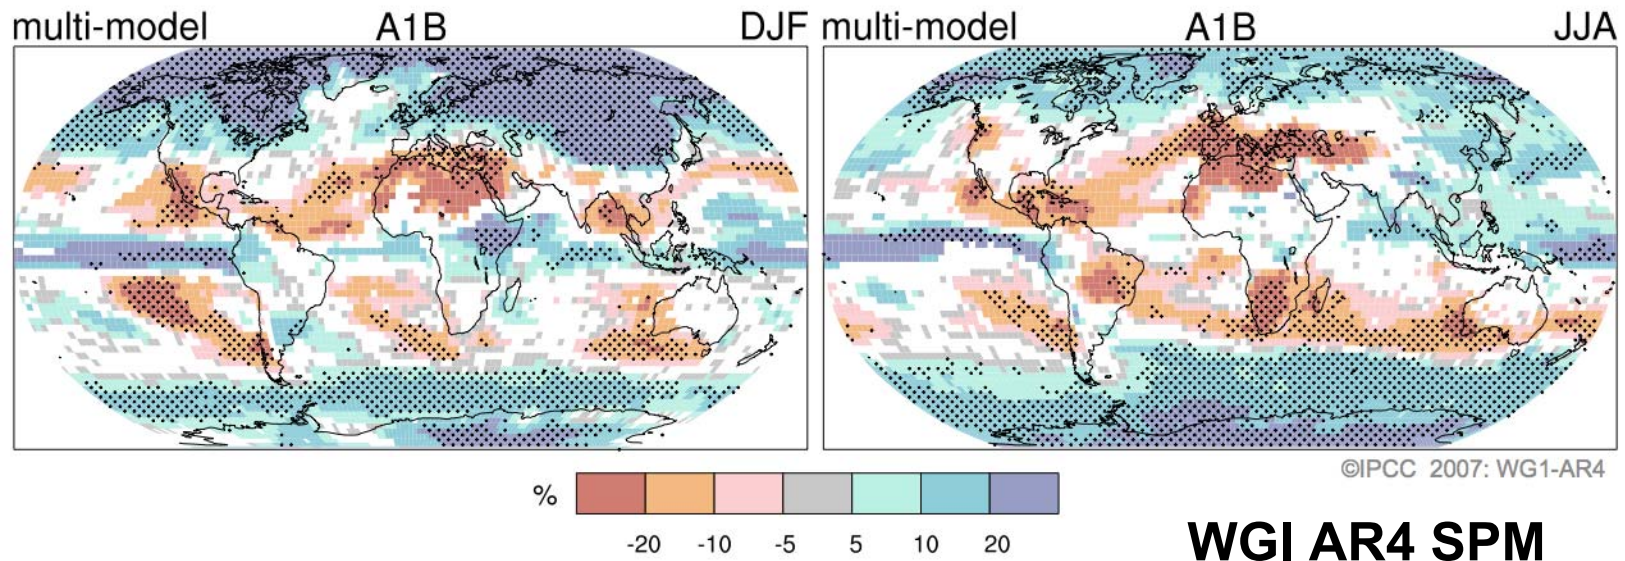 multi-model A1B DJF
multi-model A1B JJA
©IPCC 2007: WG1-AR4
%
-20 -10 -5 5 10 20
WGI AR4 SPM